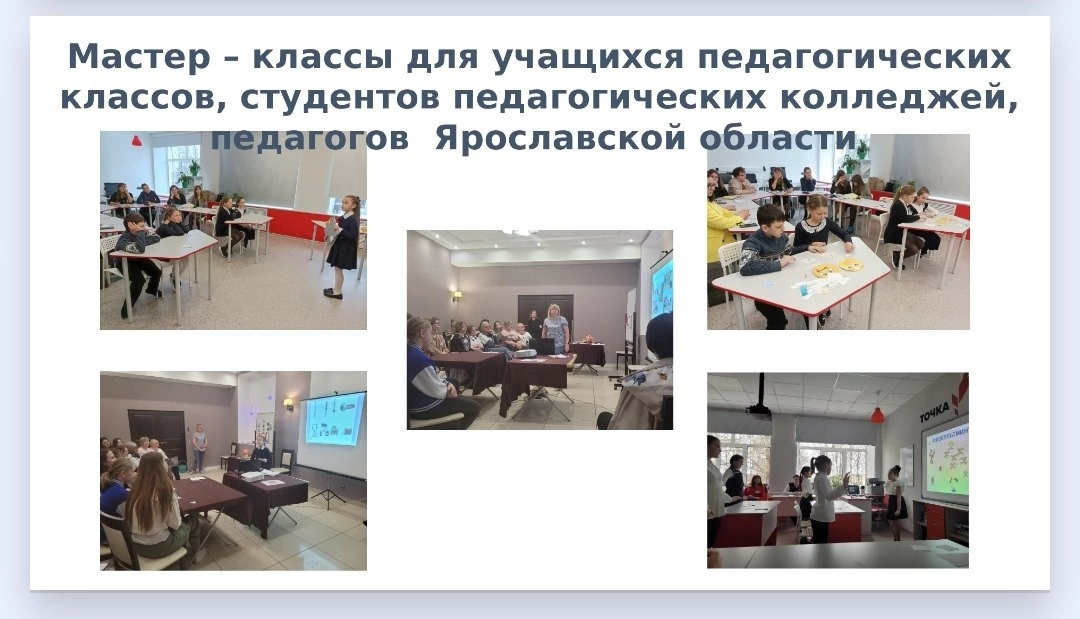 Мастер – классы для учащихся педагогических
классов, студентов педагогических колледжей,
педагогов  Ярославской области
ТОЧКА